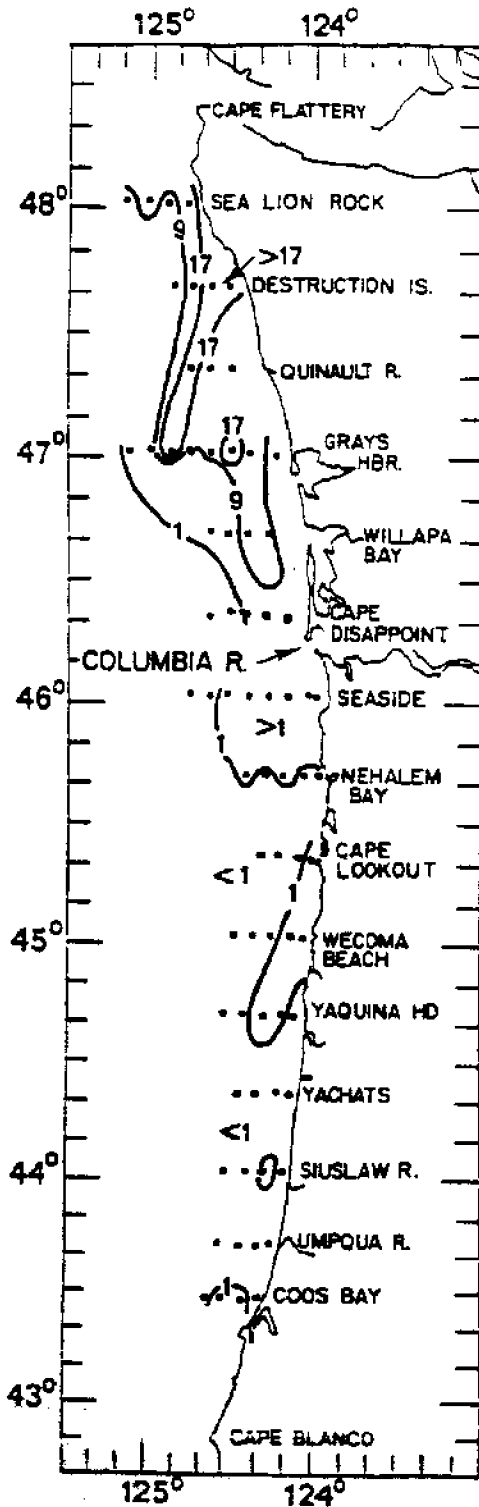 125° 124°
CAPE FLATTERY
48° SEA LION ROCK
9
>17
17 DESTRUCTION IS.
17
QUINAULT R.
17 GRAYS
47° HBR.
9
1 WILLAPA
BAY
1 CAPE
DISAPPOINT.
COLUMBIA R.
46° SEASIDE
>1
1
NEHALEM
BAY
CAPE
<1 LOOKOUT
1
45° WECOMA
BEACH
YAQUINA HD
YACHATS
<1
44° SIUSLAW R.
UMPQUA R.
1 COOS BAY
1
43°
CAPE BLANCO
125° 124°